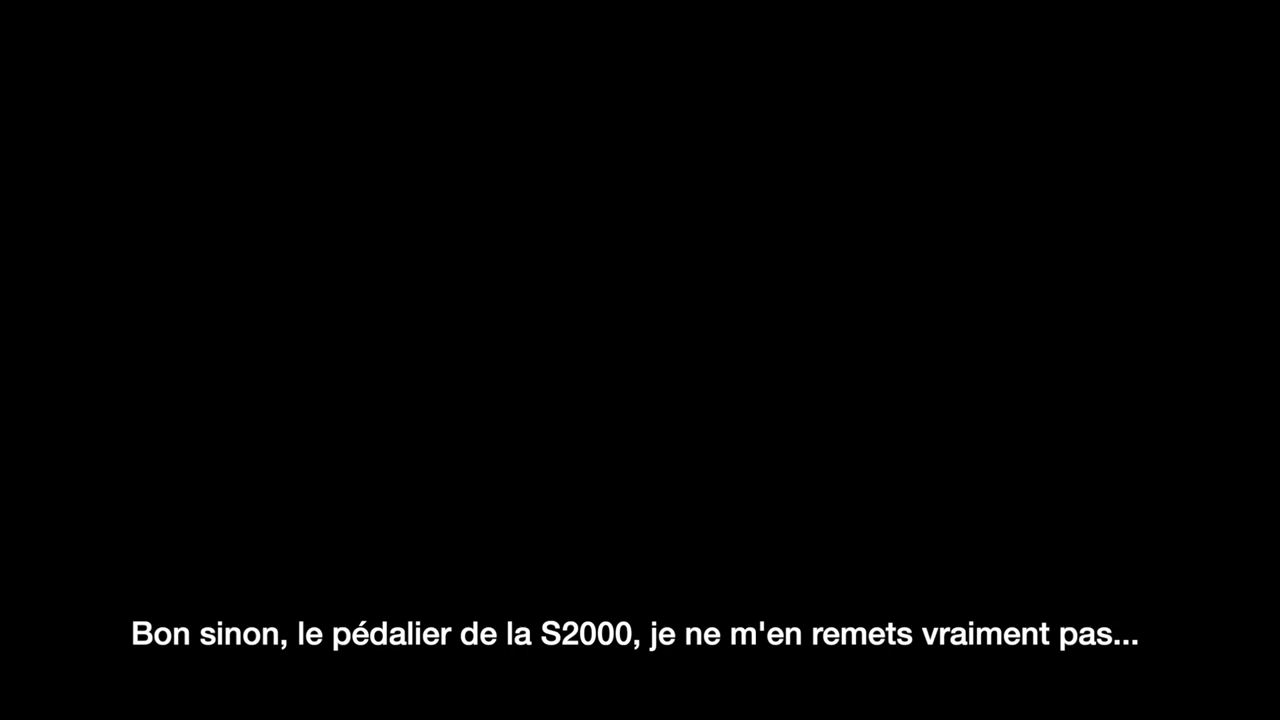 Bon sinon, le pédalier de la S2000, je ne m'en remets vraiment pas...